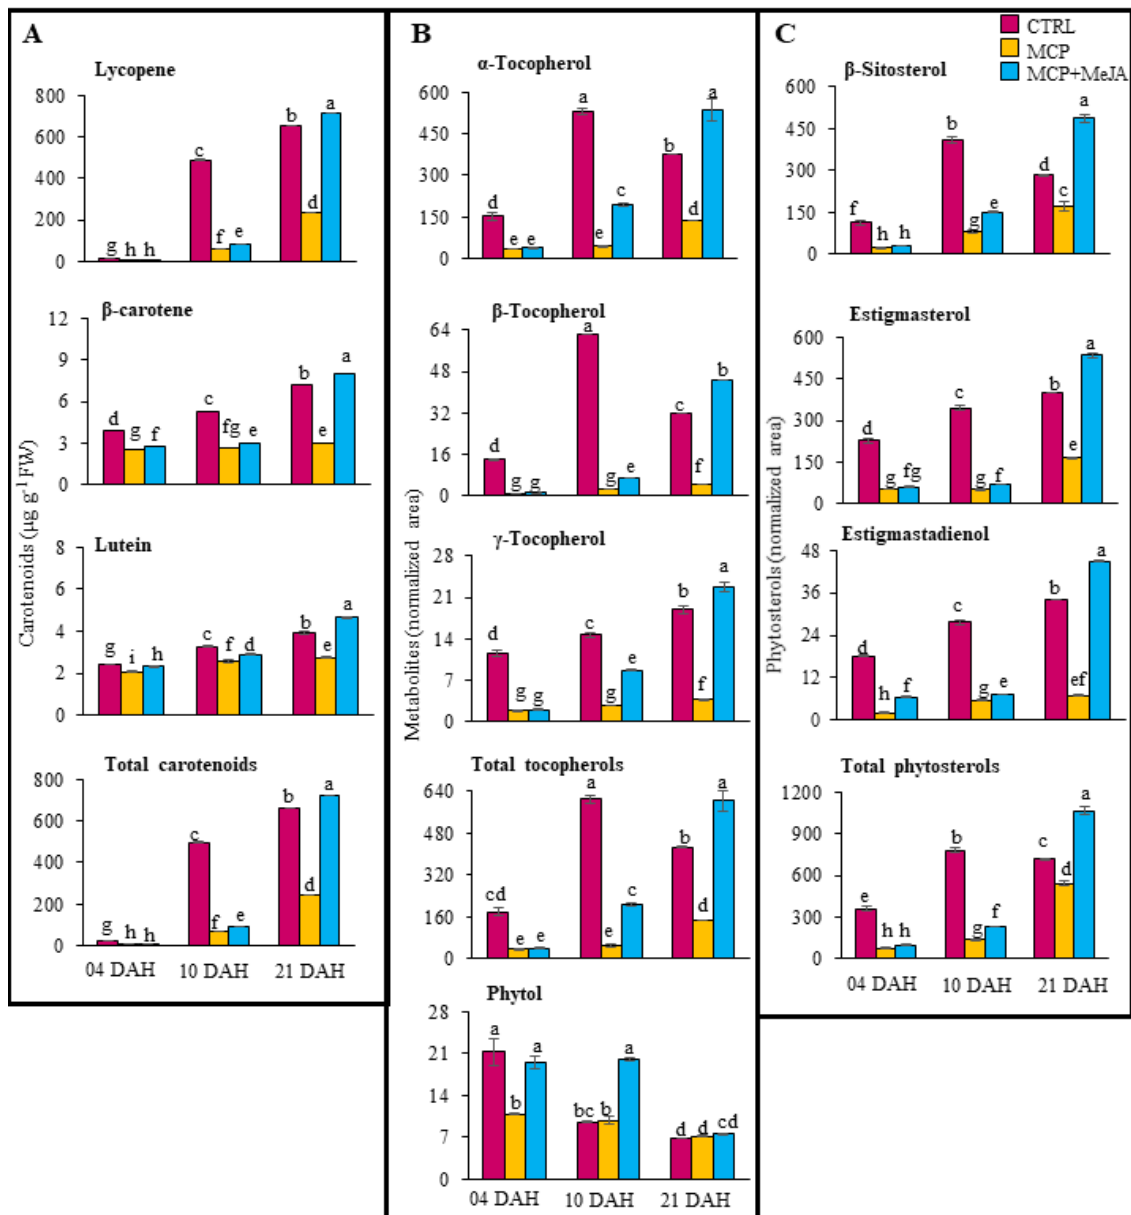 A
Lycopene
800
600
400
200
0
g h h
c f e
b d a
β-carotene
12
9
6
3
0
d g f
c fg e
b e a
Lutein
8
6
4
2
0
g i h
c f d
b e a
Total carotenoids
800
600
400
200
0
g h h
c f e
b d a
04 DAH 10 DAH 21 DAH
Carotenoids (µg g-1 FW)
B
α-Tocopherol
600
450
300
150
0
d e e
a e c
b d a
β-Tocopherol
64
48
32
16
0
d g g
a g e
c f b
γ-Tocopherol
28
21
14
7
0
d g g
c g e
b f a
Total tocopherols
640
480
320
160
0
cd e e
a e c
b d a
Phytol
28
21
14
7
0
a b a
bc b a
d d cd
04 DAH 10 DAH 21 DAH
Metabolites (normalized area)
C
CTRL
MCP
MCP+MeJA
β-Sitosterol
600
450
300
150
0
f h h
b g e
d c a
Estigmasterol
600
450
300
150
0
d g fg
c g f
b e a
Estigmastadienol
48
36
24
12
0
d h f
c g e
b ef a
Total phytosterols
1200
900
600
300
0
e h h
b g f
c d a
04 DAH 10 DAH 21 DAH
Phytosterols (normalized area)